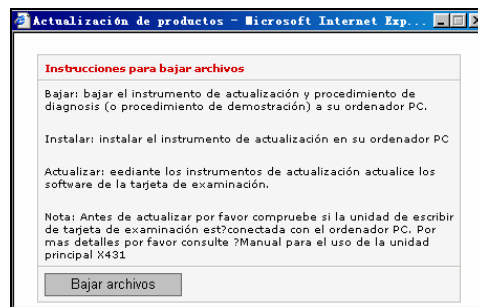 Actualización de productos - Microsoft Internet Exp...
Instrucciones para bajar archivos
Bajar: bajar el instrumento de actualización y procedimiento de
diagnosis (o procedimiento de demostración) a su ordenador PC.
Instalar: instalar el instrumento de actualización en su ordenador PC
Actualizar: eediante los instrumentos de actualización actualice los
software de la tarjeta de examinación.
Nota: Antes de actualizar por favor compruebe si la unidad de escribir
de tarjeta de examinación est?conectada con el ordenador PC. Por
mas detalles por favor consulte ?Manual para el uso de la unidad
principal X431
Bajar archivos